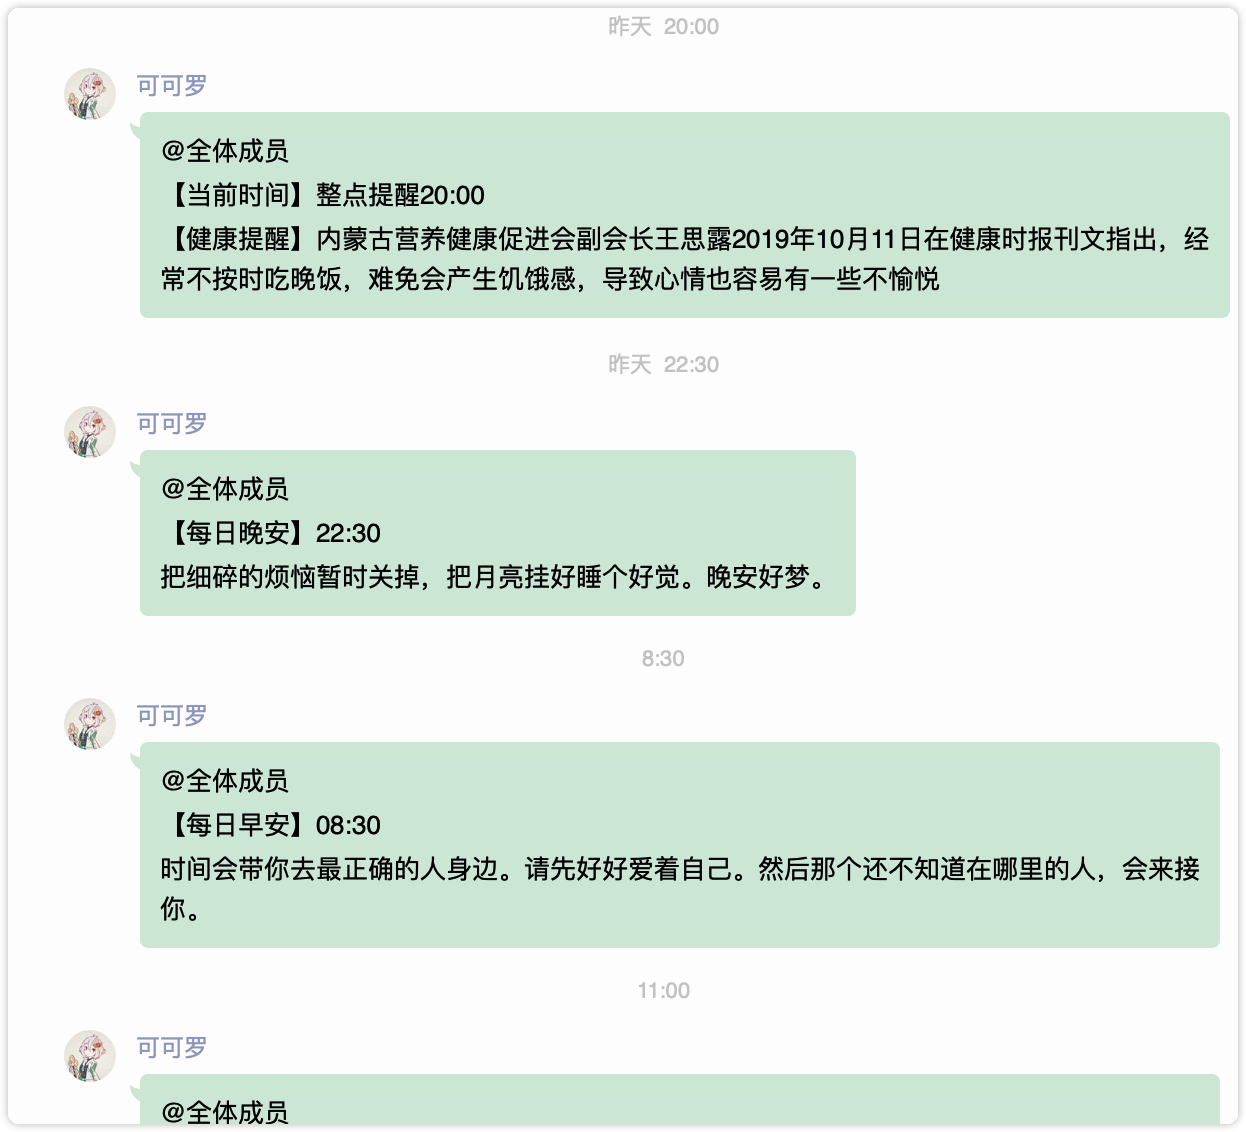 昨天 20:00
可可罗
@全体成员
【当前时间】整点提醒20:00
【健康提醒】内蒙古营养健康促进会副会长王思露2019年10月11日在健康时报刊文指出，经
常不按时吃晚饭，难免会产生饥饿感，导致心情也容易有一些不愉悦
昨天 22:30
可可罗
@全体成员
【每日晚安】22:30
把细碎的烦恼暂时关掉，把月亮挂好睡个好觉。晚安好梦。
8:30
可可罗
@全体成员
【每日早安】08:30
时间会带你去最正确的人身边。请先好好爱着自己。然后那个还不知道在哪里的人，会来接
你。
11:00
可可罗
@全体成员